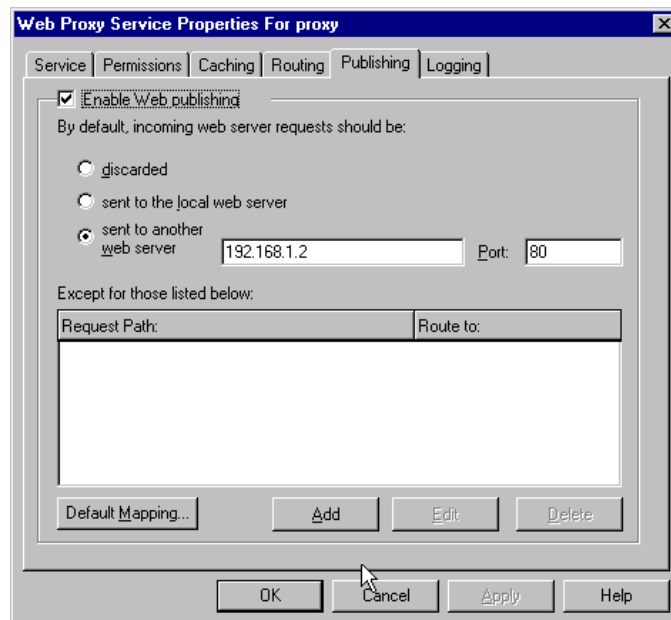 Web Proxy Service Properties For proxy
Service Permissions Caching Routing Publishing Logging
Enable Web publishing
By default, incoming web server requests should be:
discarded
sent to the local web server
sent to another
web server 192.168.1.2 Port: 80
Except for those listed below:
Request Path: Route to:
Default Mapping... Add Edit Delete
OK Cancel Apply Help